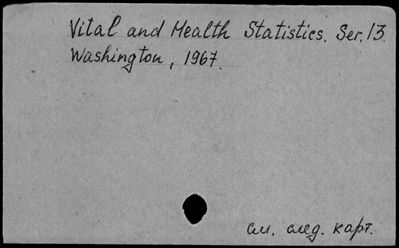 Vital and Health Statistics. Ser. 13.
Washington, 1967.
см. след. карт.